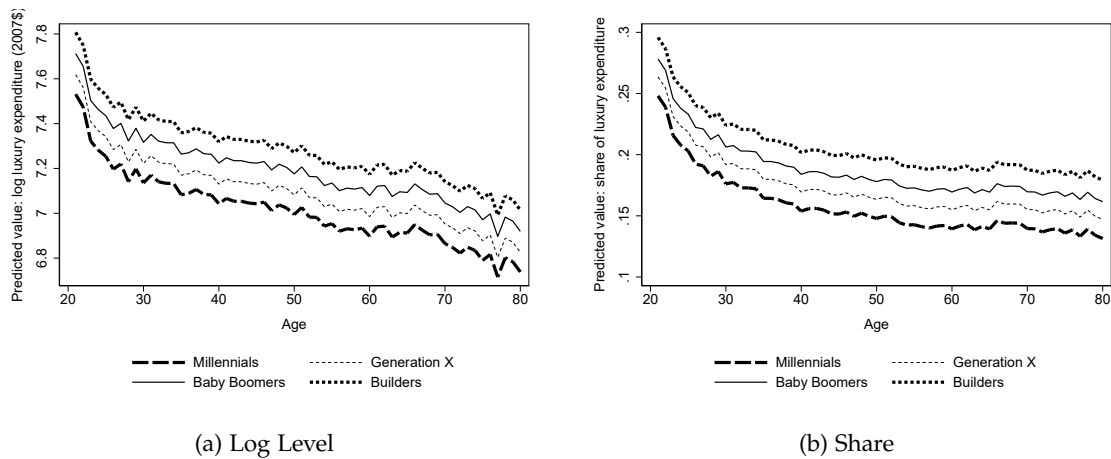 Predicted value: log luxury expenditure (2007$)
7.8
7.6
7.4
7.2
7
6.8
20 30 40 50 60 70 80
Age
Millennials Generation X
Baby Boomers Builders
(a) Log Level
Predicted value: share of luxury expenditure
.3
.25
.2
.15
.1
20 30 40 50 60 70 80
Age
Millennials Generation X
Baby Boomers Builders
(b) Share